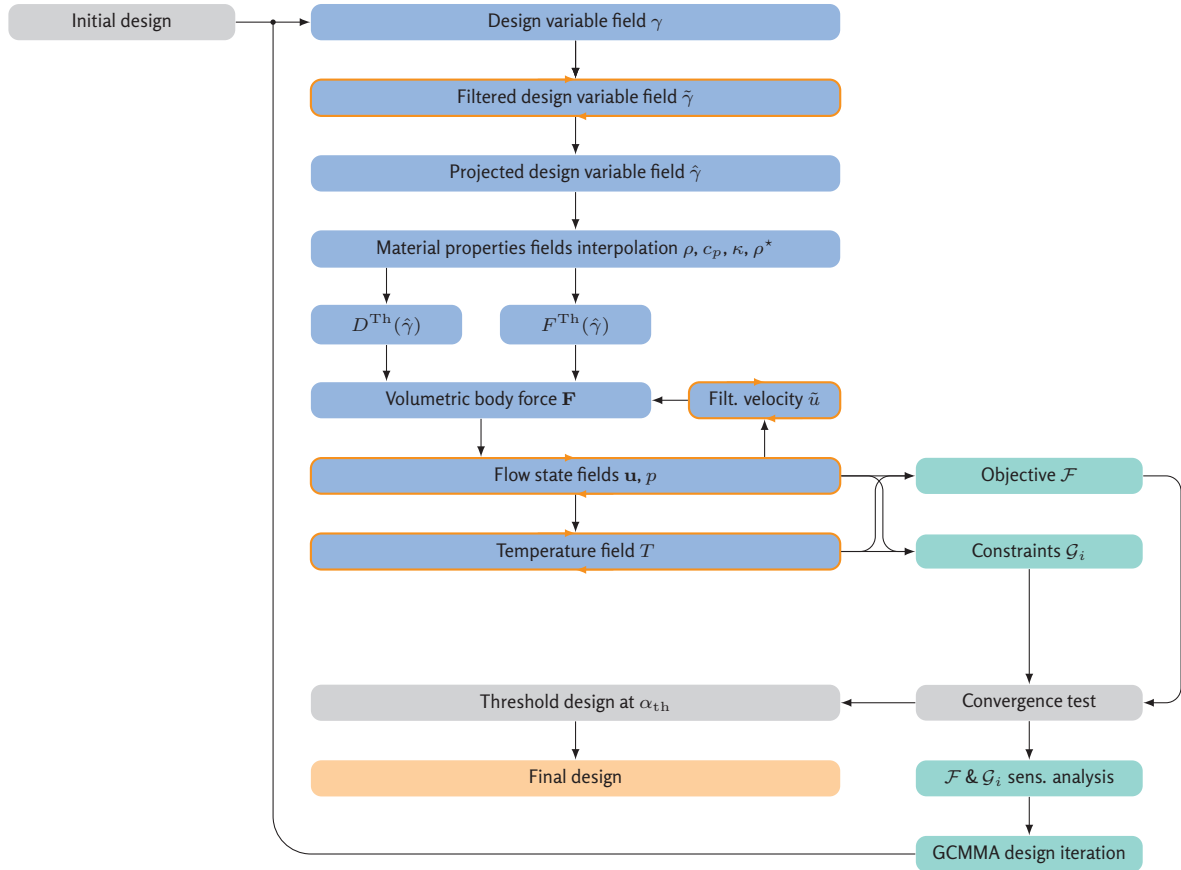 Initial design
Design variable field γ
Filtered design variable field γ̃
Projected design variable field γ̂
Material properties fields interpolation ρ, c_p, κ, ρ⋆
D^Th(γ̂)
F^Th(γ̂)
Volumetric body force F
Filt. velocity ũ
Flow state fields u, p
Objective ℱ
Temperature field T
Constraints 𝒢_i
Threshold design at α_th
Convergence test
Final design
ℱ & 𝒢_i sens. analysis
GCMMA design iteration